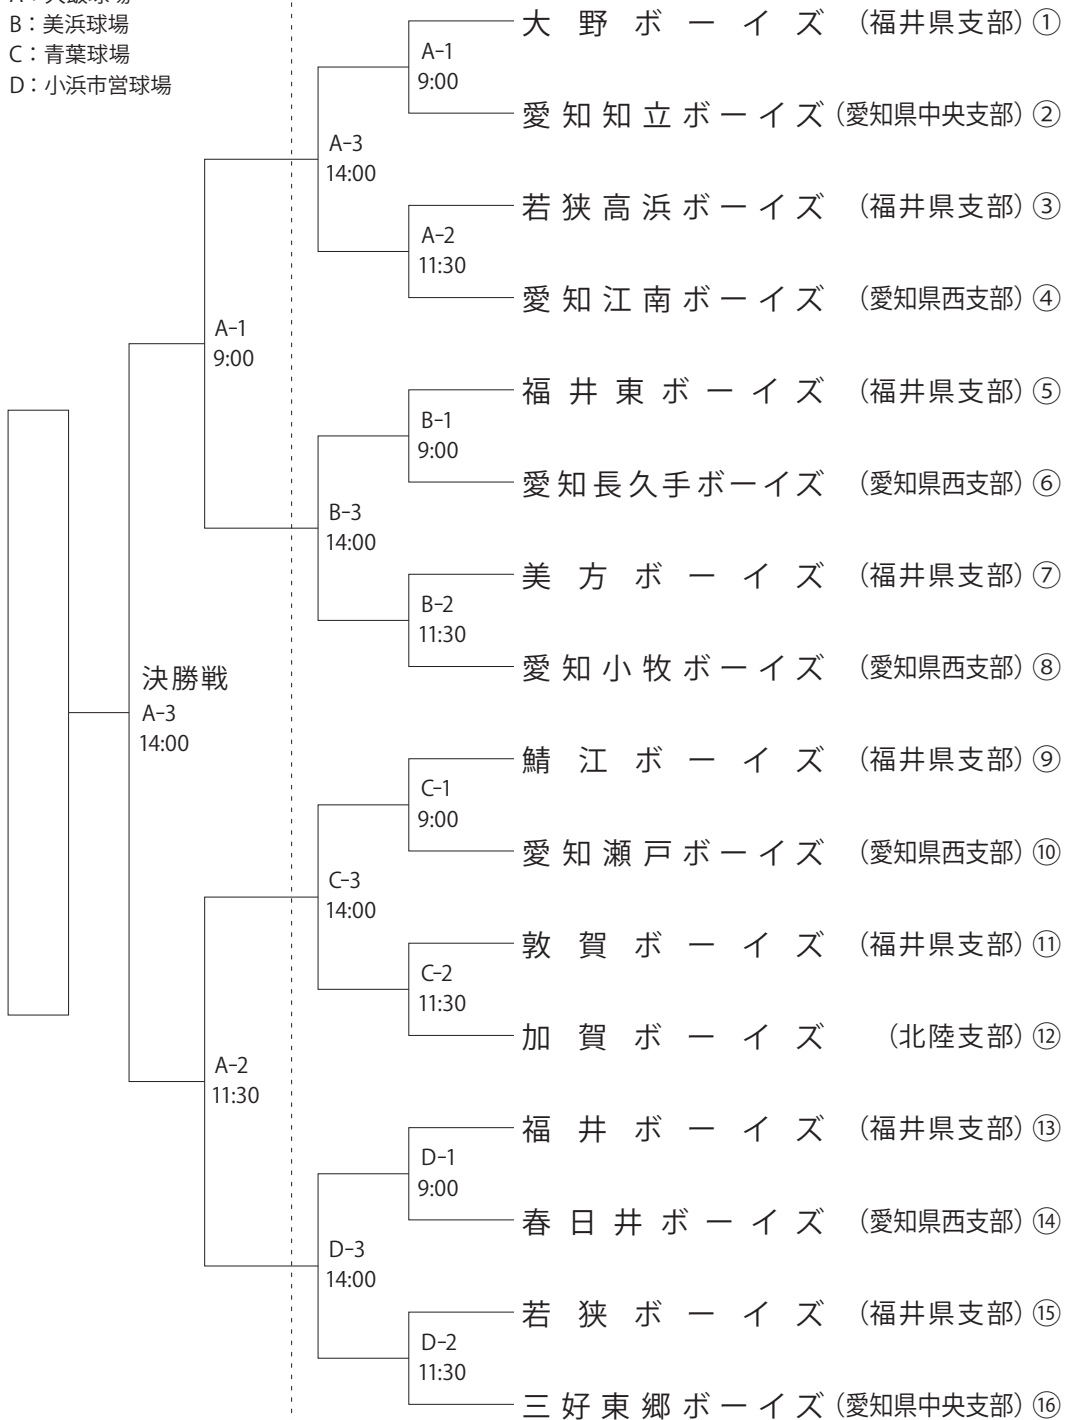 B：美浜球場
C：青葉球場
D：小浜市営球場
大野ボーイズ （福井県支部） ①
A-1
9:00
愛知知立ボーイズ （愛知県中央支部） ②
A-3
14:00
若狭高浜ボーイズ （福井県支部） ③
A-2
11:30
愛知江南ボーイズ （愛知県西支部） ④
A-1
9:00
福井東ボーイズ （福井県支部） ⑤
B-1
9:00
愛知長久手ボーイズ （愛知県西支部） ⑥
B-3
14:00
美方ボーイズ （福井県支部） ⑦
B-2
11:30
愛知小牧ボーイズ （愛知県西支部） ⑧
決勝戦
A-3
14:00
鯖江ボーイズ （福井県支部） ⑨
C-1
9:00
愛知瀬戸ボーイズ （愛知県西支部） ⑩
C-3
14:00
敦賀ボーイズ （福井県支部） ⑪
C-2
11:30
加賀ボーイズ （北陸支部） ⑫
A-2
11:30
福井ボーイズ （福井県支部） ⑬
D-1
9:00
春日井ボーイズ （愛知県西支部） ⑭
D-3
14:00
若狭ボーイズ （福井県支部） ⑮
D-2
11:30
三好東郷ボーイズ （愛知県中央支部） ⑯